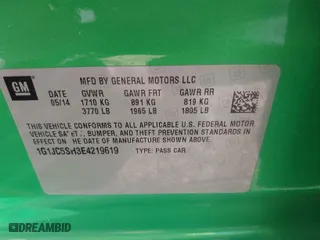 GM
MFD BY GENERAL MOTORS LLC
DATE GVWR GAWR FRT GAWR RR
05/14 1710 KG 891 KG 819 KG
3770 LB 1965 LB 1805 LB
THIS VEHICLE CONFORMS TO ALL APPLICABLE U.S. FEDERAL MOTOR
VEHICLE SAFETY, BUMPER, AND THEFT PREVENTION STANDARDS
IN EFFECT ON THE DATE OF MANUFACTURE SHOWN ABOVE.
1G1JC5SH3E4219619 TYPE: PASS CAR